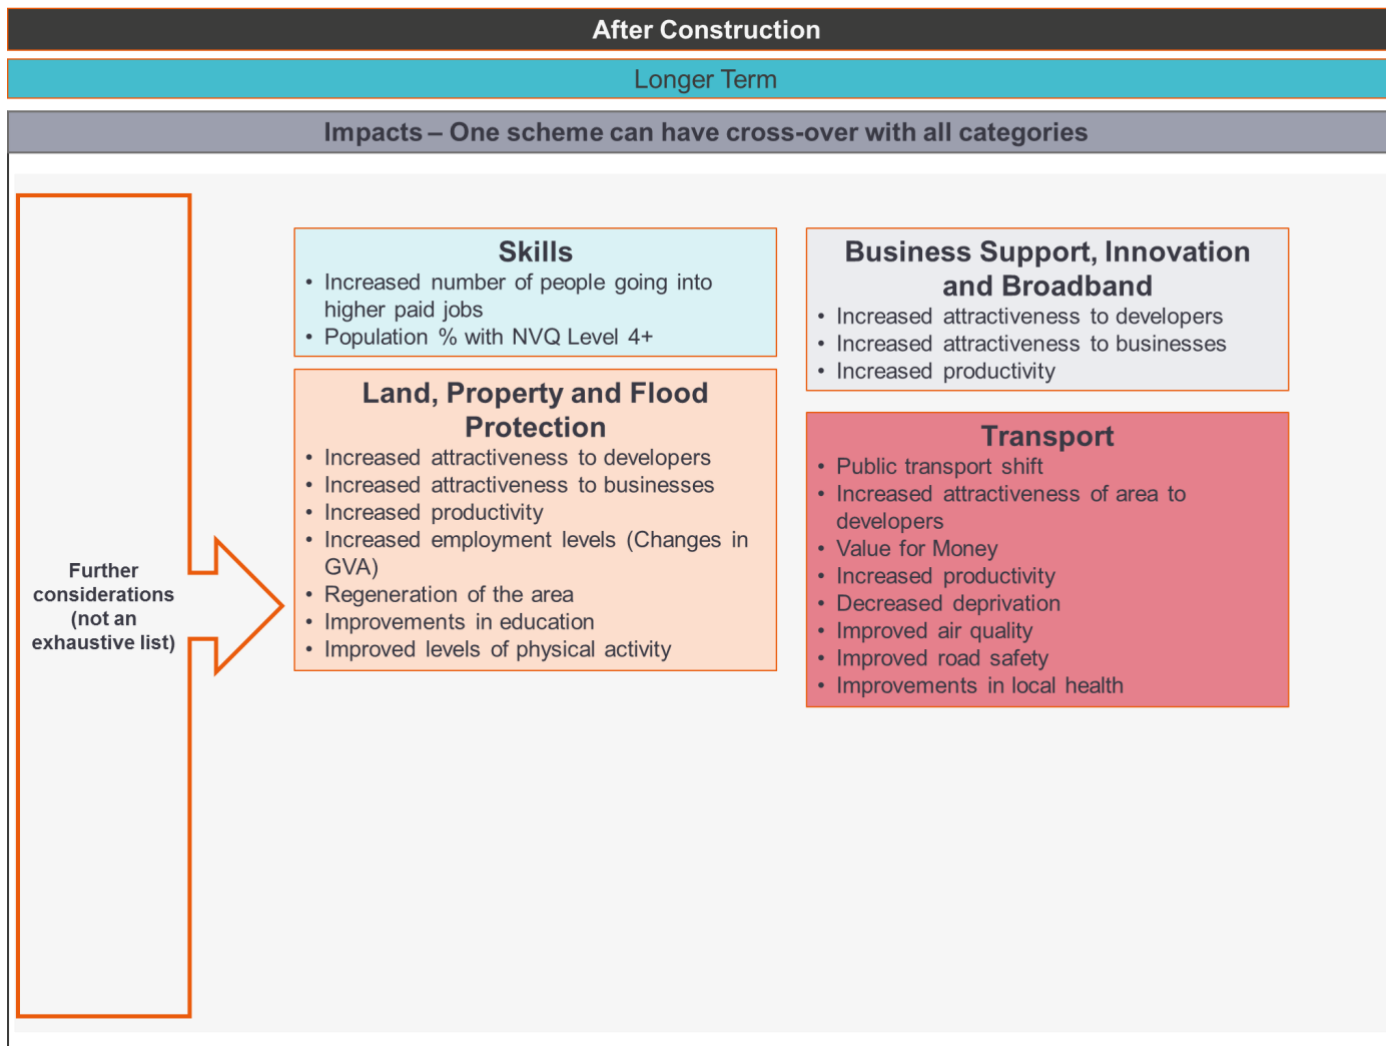 After Construction
Longer Term
Impacts – One scheme can have cross-over with all categories
Further
considerations
(not an
exhaustive list)
Skills
• Increased number of people going into
higher paid jobs
• Population % with NVQ Level 4+
Land, Property and Flood
Protection
• Increased attractiveness to developers
• Increased attractiveness to businesses
• Increased productivity
• Increased employment levels (Changes in
GVA)
• Regeneration of the area
• Improvements in education
• Improved levels of physical activity
Business Support, Innovation
and Broadband
• Increased attractiveness to developers
• Increased attractiveness to businesses
• Increased productivity
Transport
• Public transport shift
• Increased attractiveness of area to
developers
• Value for Money
• Increased productivity
• Decreased deprivation
• Improved air quality
• Improved road safety
• Improvements in local health